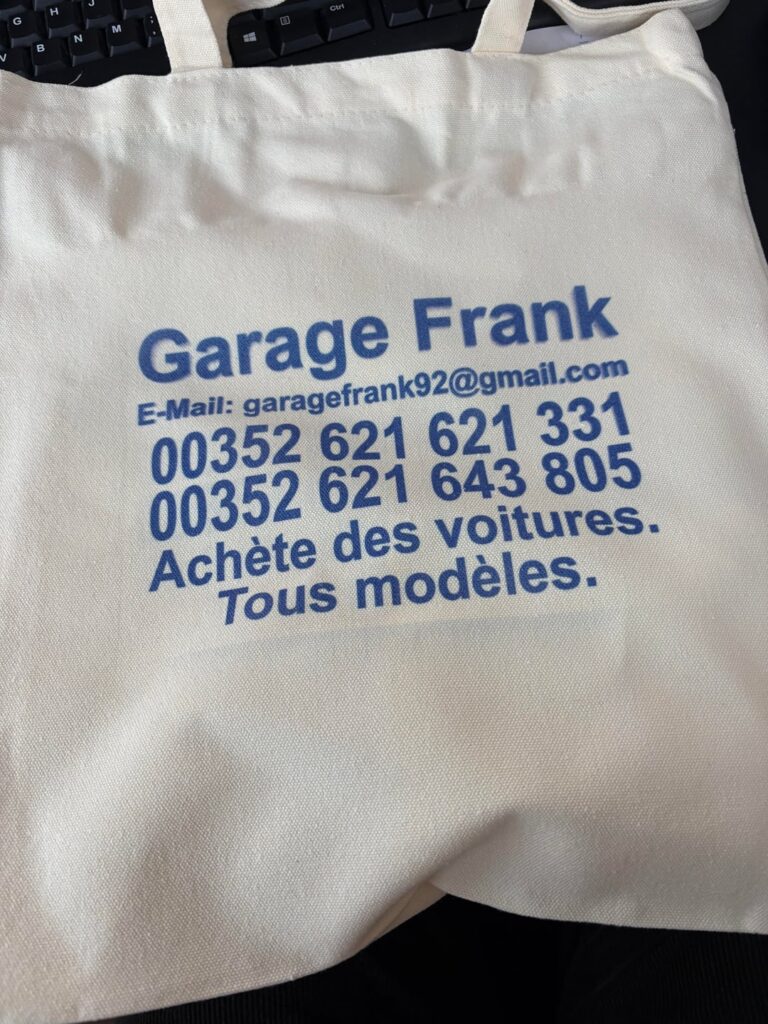 G H J
V B N M
Ctrl
Garage Frank
E-Mail: garagefrank92@gmail.com
00352 621 621 331
00352 621 643 805
Achète des voitures.
Tous modèles.